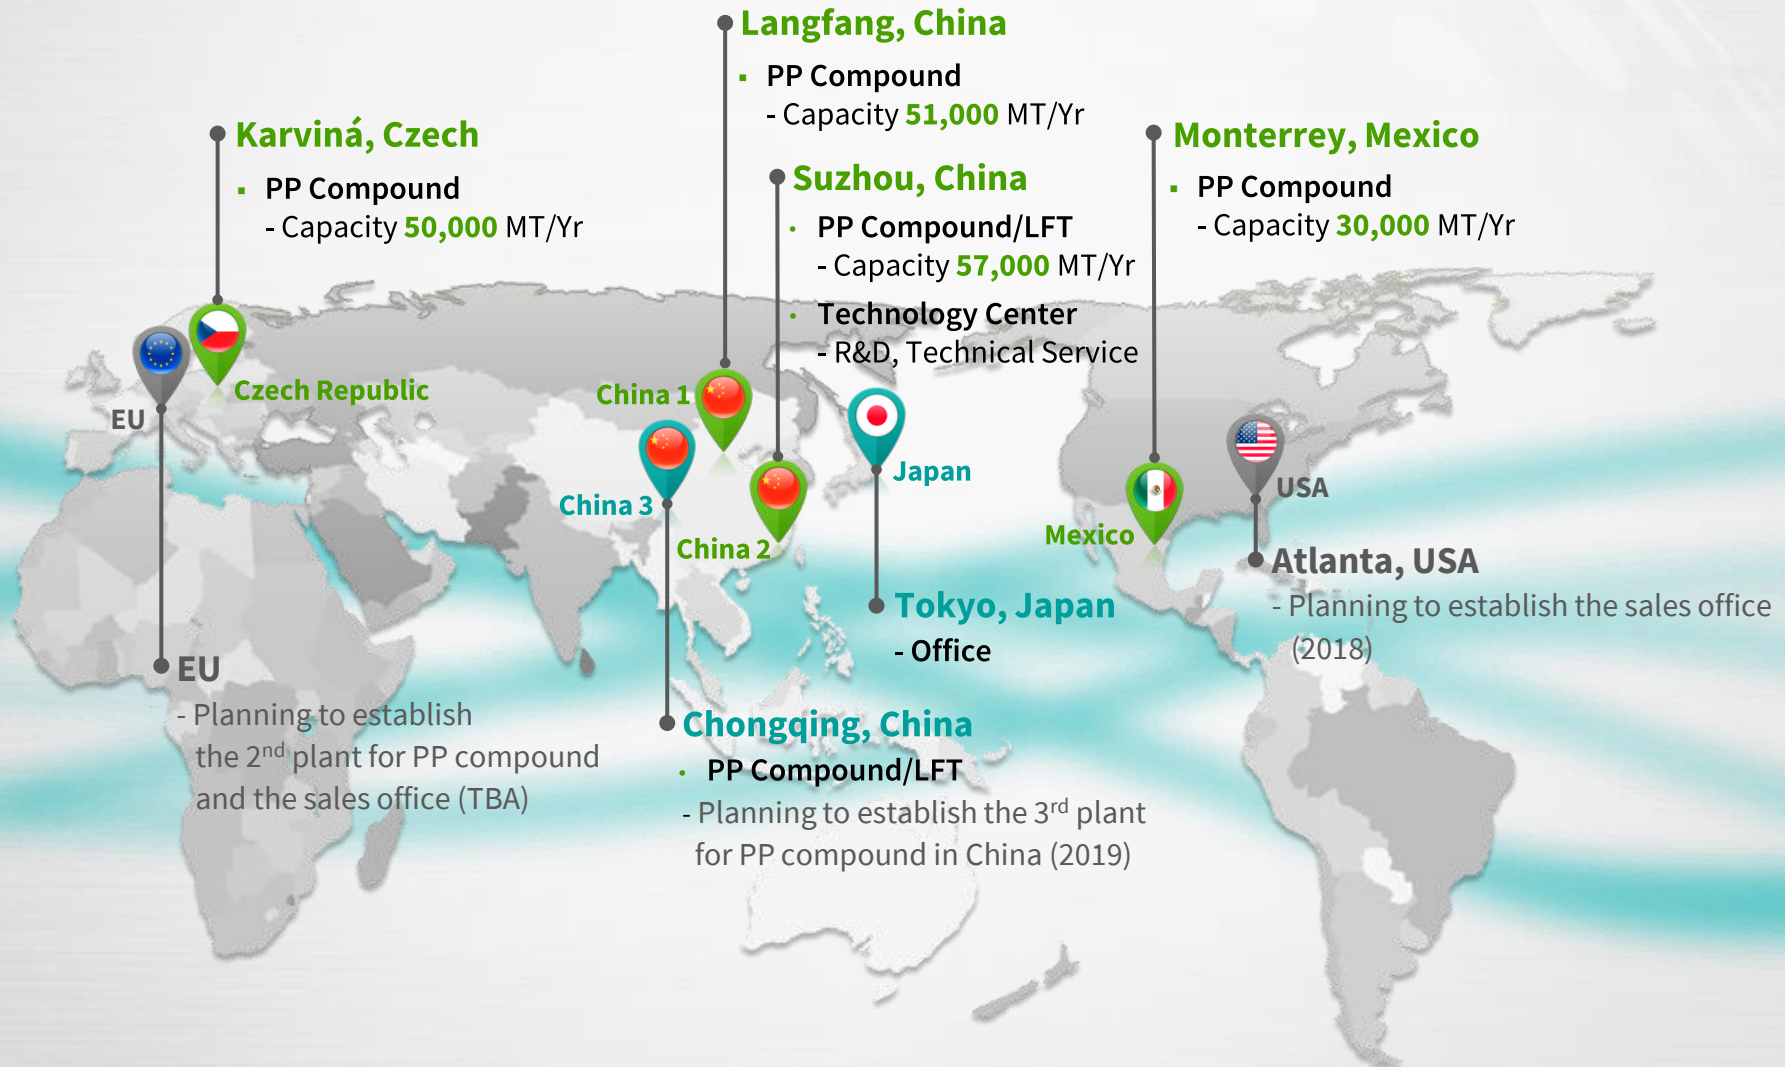 Langfang, China
▪ PP Compound
- Capacity 51,000 MT/Yr
Karviná, Czech
▪ PP Compound
- Capacity 50,000 MT/Yr
Suzhou, China
• PP Compound/LFT
- Capacity 57,000 MT/Yr
• Technology Center
- R&D, Technical Service
Monterrey, Mexico
▪ PP Compound
- Capacity 30,000 MT/Yr
EU
Czech Republic
China 1
China 3
China 2
Japan
Mexico
USA
Atlanta, USA
- Planning to establish the sales office
(2018)
Tokyo, Japan
- Office
EU
- Planning to establish
the 2nd plant for PP compound
and the sales office (TBA)
Chongqing, China
• PP Compound/LFT
- Planning to establish the 3rd plant
for PP compound in China (2019)